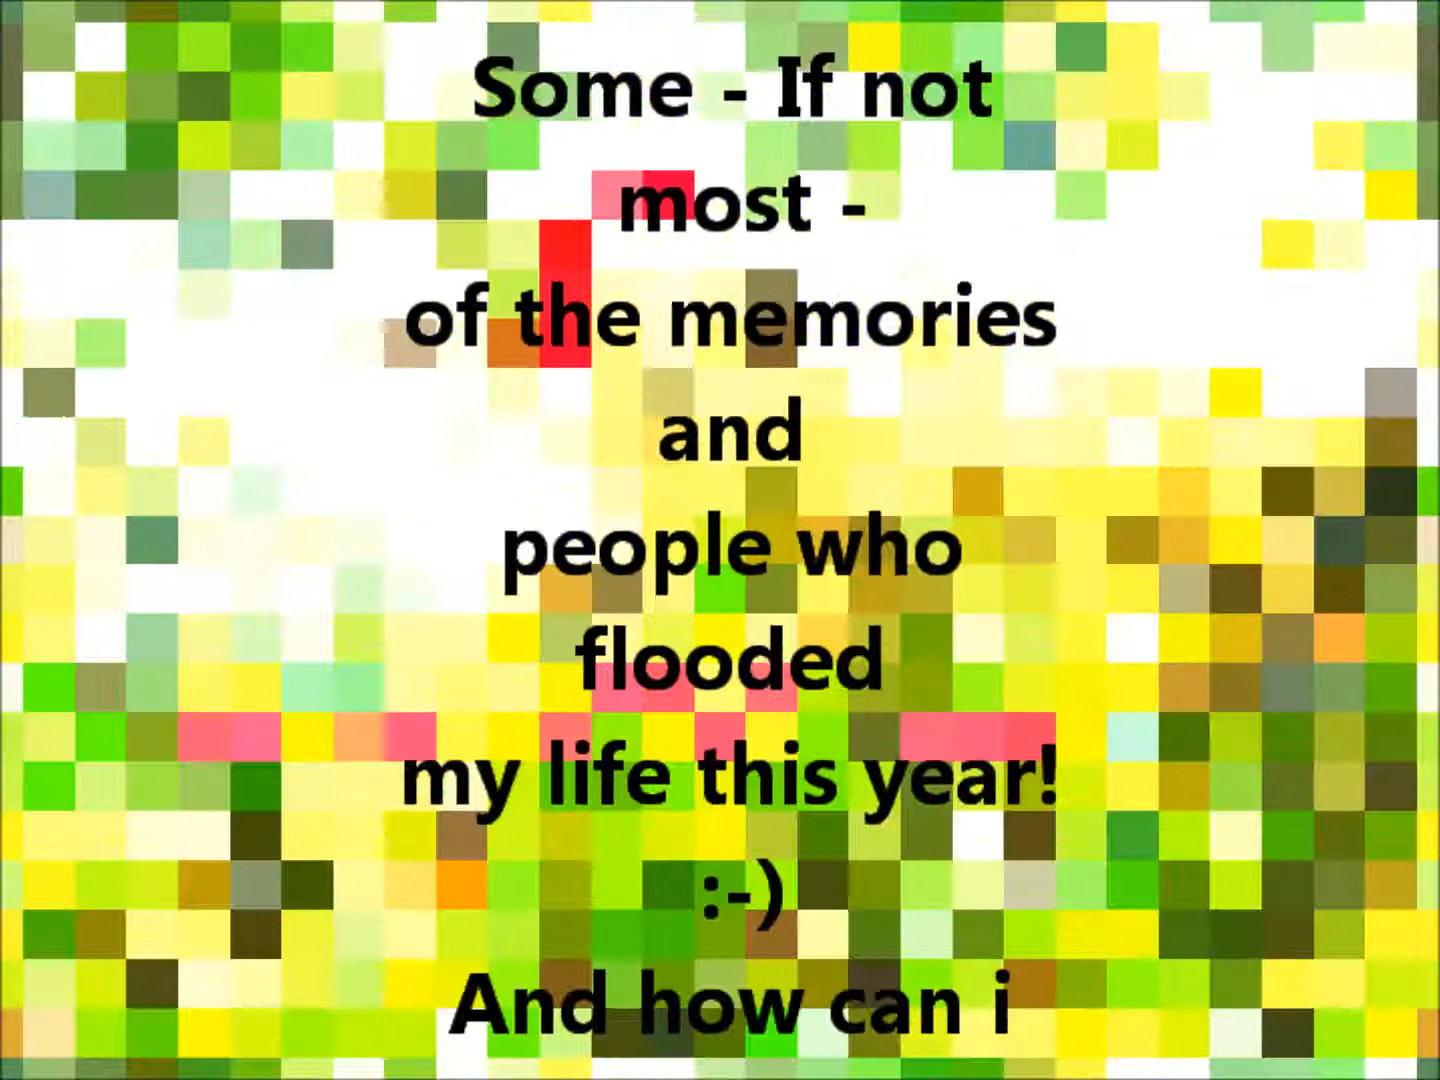 Some - If not
most -
of the memories
and
people who
flooded
my life this year!
:-)
And how can i